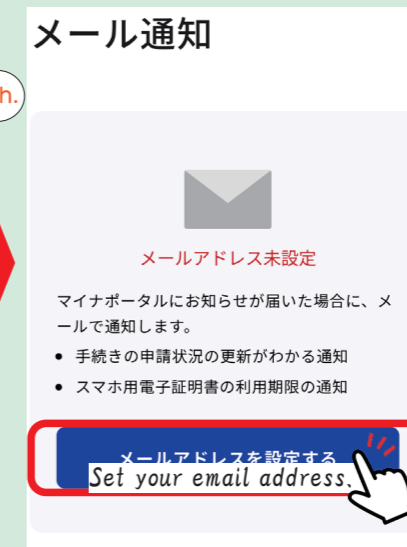 メール通知
h.
メールアドレス未設定
マイナポータルにお知らせが届いた場合に、メ
ールで通知します。
• 手続きの申請状況の更新がわかる通知
• スマホ用電子証明書の利用期限の通知
メールアドレスを設定する
Set your email address.